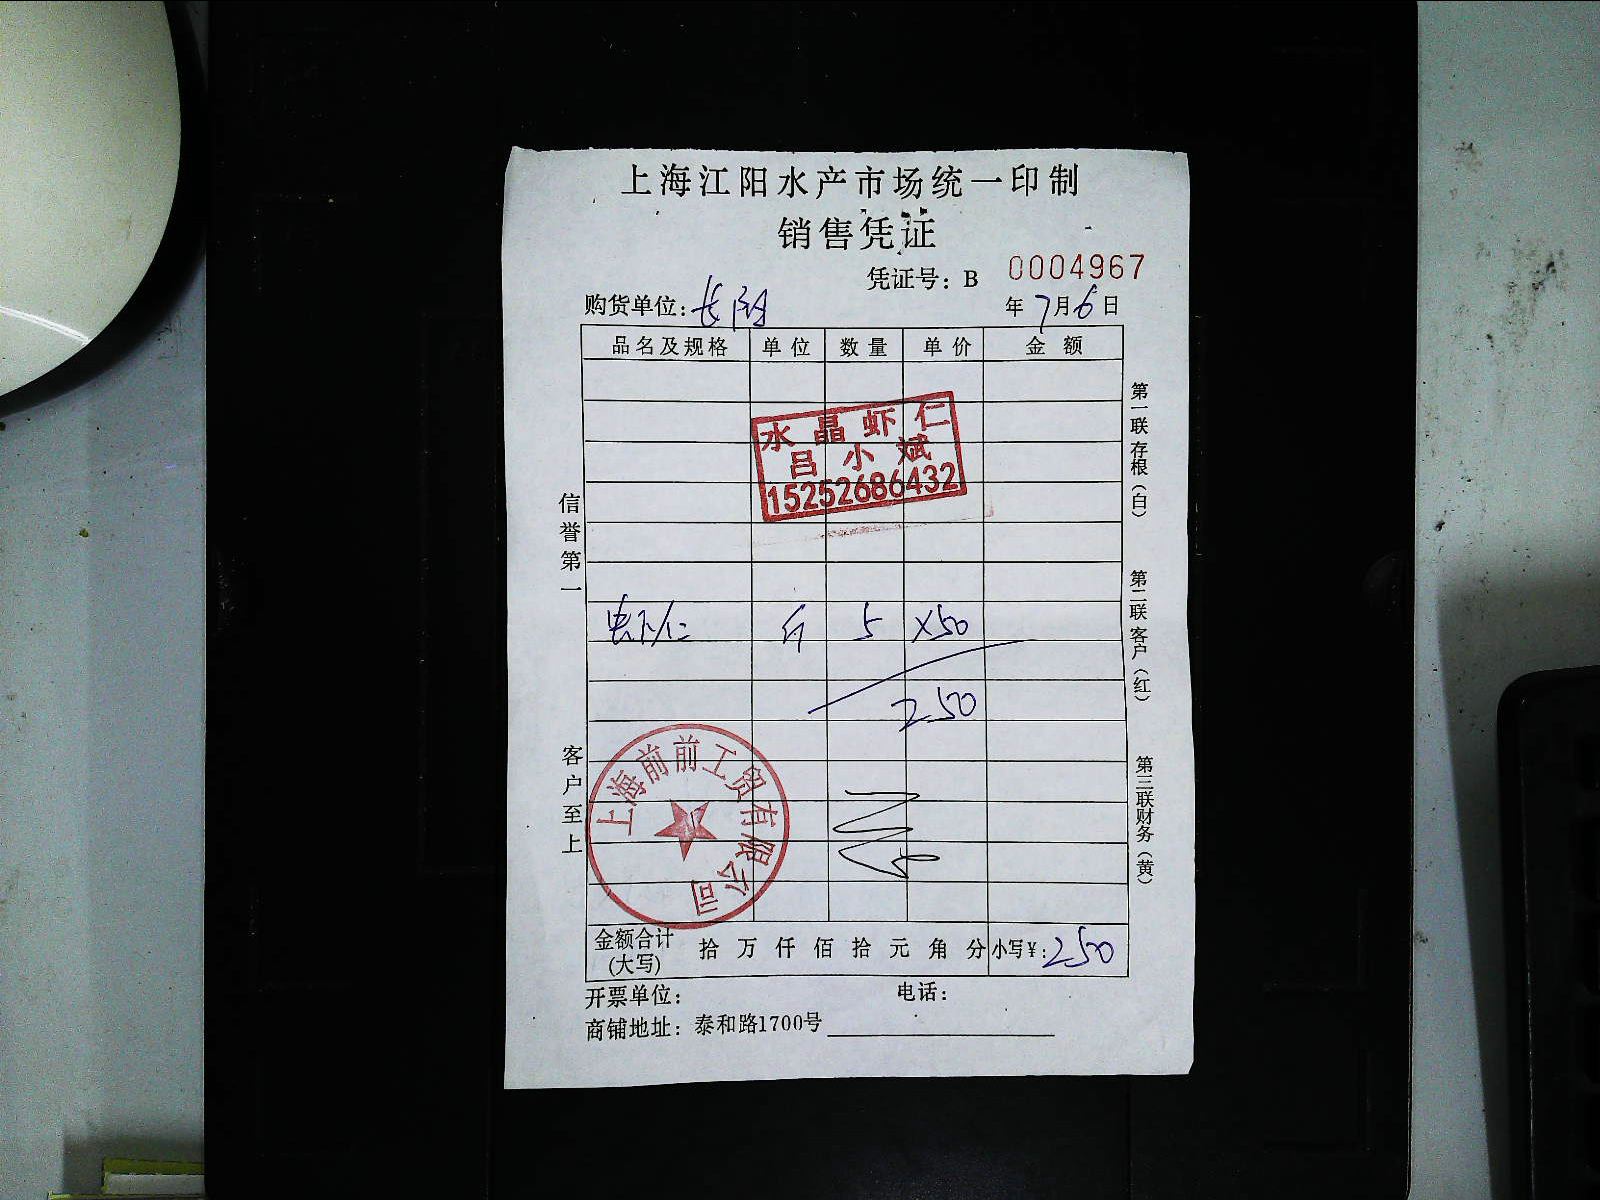 上海江阳水产市场统一印制
销售凭证
凭证号：B 0004967
购货单位： 年7月6日
品名及规格 单位 数量 单价 金额
水晶虾仁
吕小斌
15252686432
虾仁 斤 5 ×50
250
上海前前工贸有限公司
金额合计(大写) 拾 万 仟 佰 拾 元 角 分 小写¥：250
开票单位： 电话：
商铺地址：泰和路1700号
信誉第一
客户至上
第一联存根（白）
第二联客户（红）
第三联财务（黄）